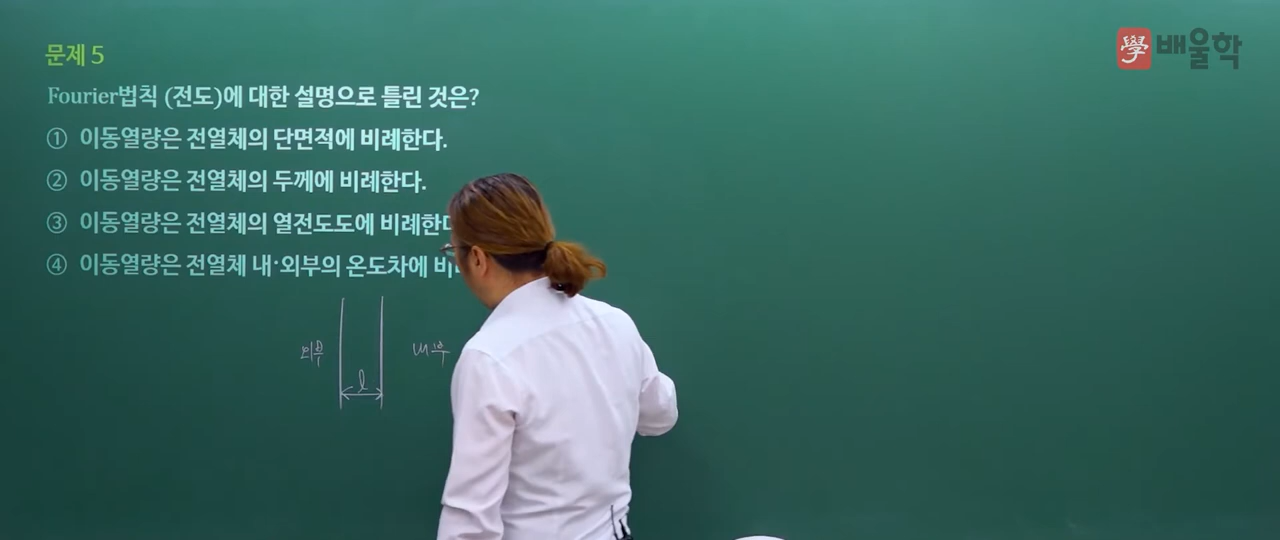 문제 5
學 배울학
Fourier법칙 (전도)에 대한 설명으로 틀린 것은?
① 이동열량은 전열체의 단면적에 비례한다.
② 이동열량은 전열체의 두께에 비례한다.
③ 이동열량은 전열체의 열전도도에 비례한
④ 이동열량은 전열체 내·외부의 온도차에 비
외부 내부
l